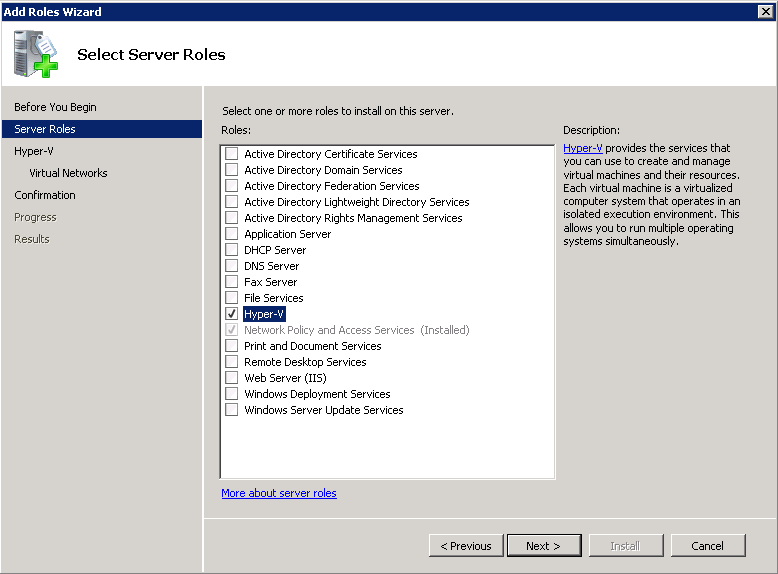 Add Roles Wizard
Select Server Roles
Before You Begin
Server Roles
Hyper-V
Virtual Networks
Confirmation
Progress
Results
Select one or more roles to install on this server.
Roles:
Active Directory Certificate Services
Active Directory Domain Services
Active Directory Federation Services
Active Directory Lightweight Directory Services
Active Directory Rights Management Services
Application Server
DHCP Server
DNS Server
Fax Server
File Services
Hyper-V
Network Policy and Access Services (Installed)
Print and Document Services
Remote Desktop Services
Web Server (IIS)
Windows Deployment Services
Windows Server Update Services
More about server roles
Description:
Hyper-V provides the services that
you can use to create and manage
virtual machines and their resources.
Each virtual machine is a virtualized
computer system that operates in an
isolated execution environment. This
allows you to run multiple operating
systems simultaneously.
< Previous
Next >
Install
Cancel